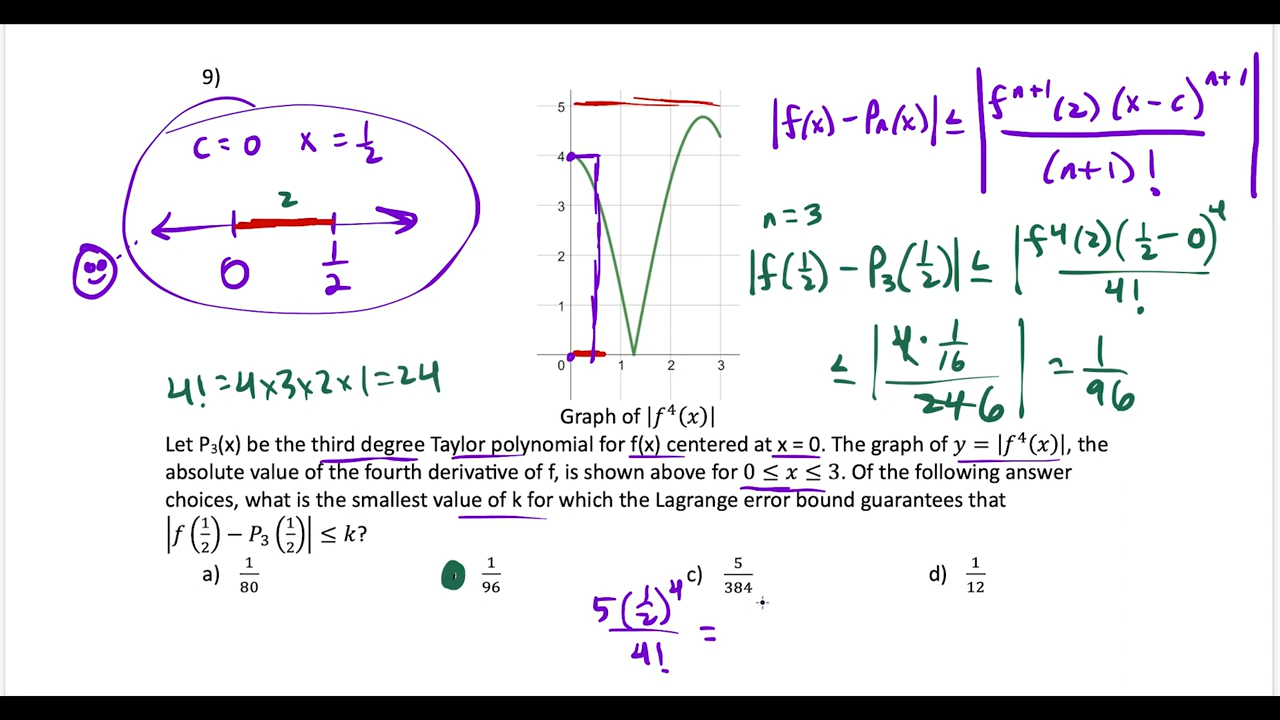 9)
c = 0 x = 1/2
z
0 1/2
4! = 4×3×2×1 = 24
5
4
3
2
1
0 1 2 3
Graph of |f⁴(x)|
|f(x) - Pn(x)| ≤ |f^(n+1) (z) (x - c)^(n+1) / (n+1)!|
n = 3
|f(1/2) - P₃(1/2)| ≤ |f⁴(z)(1/2 - 0)⁴ / 4!
≤ |4 · 1/16 / 24 6| = 1/96
Let P₃(x) be the third degree Taylor polynomial for f(x) centered at x = 0. The graph of y = |f⁴(x)|, the
absolute value of the fourth derivative of f, is shown above for 0 ≤ x ≤ 3. Of the following answer
choices, what is the smallest value of k for which the Lagrange error bound guarantees that
|f(1/2) − P₃(1/2)| ≤ k?
a) 1/80 1/96 c) 5/384 d) 1/12
5(1/2)⁴ / 4! =